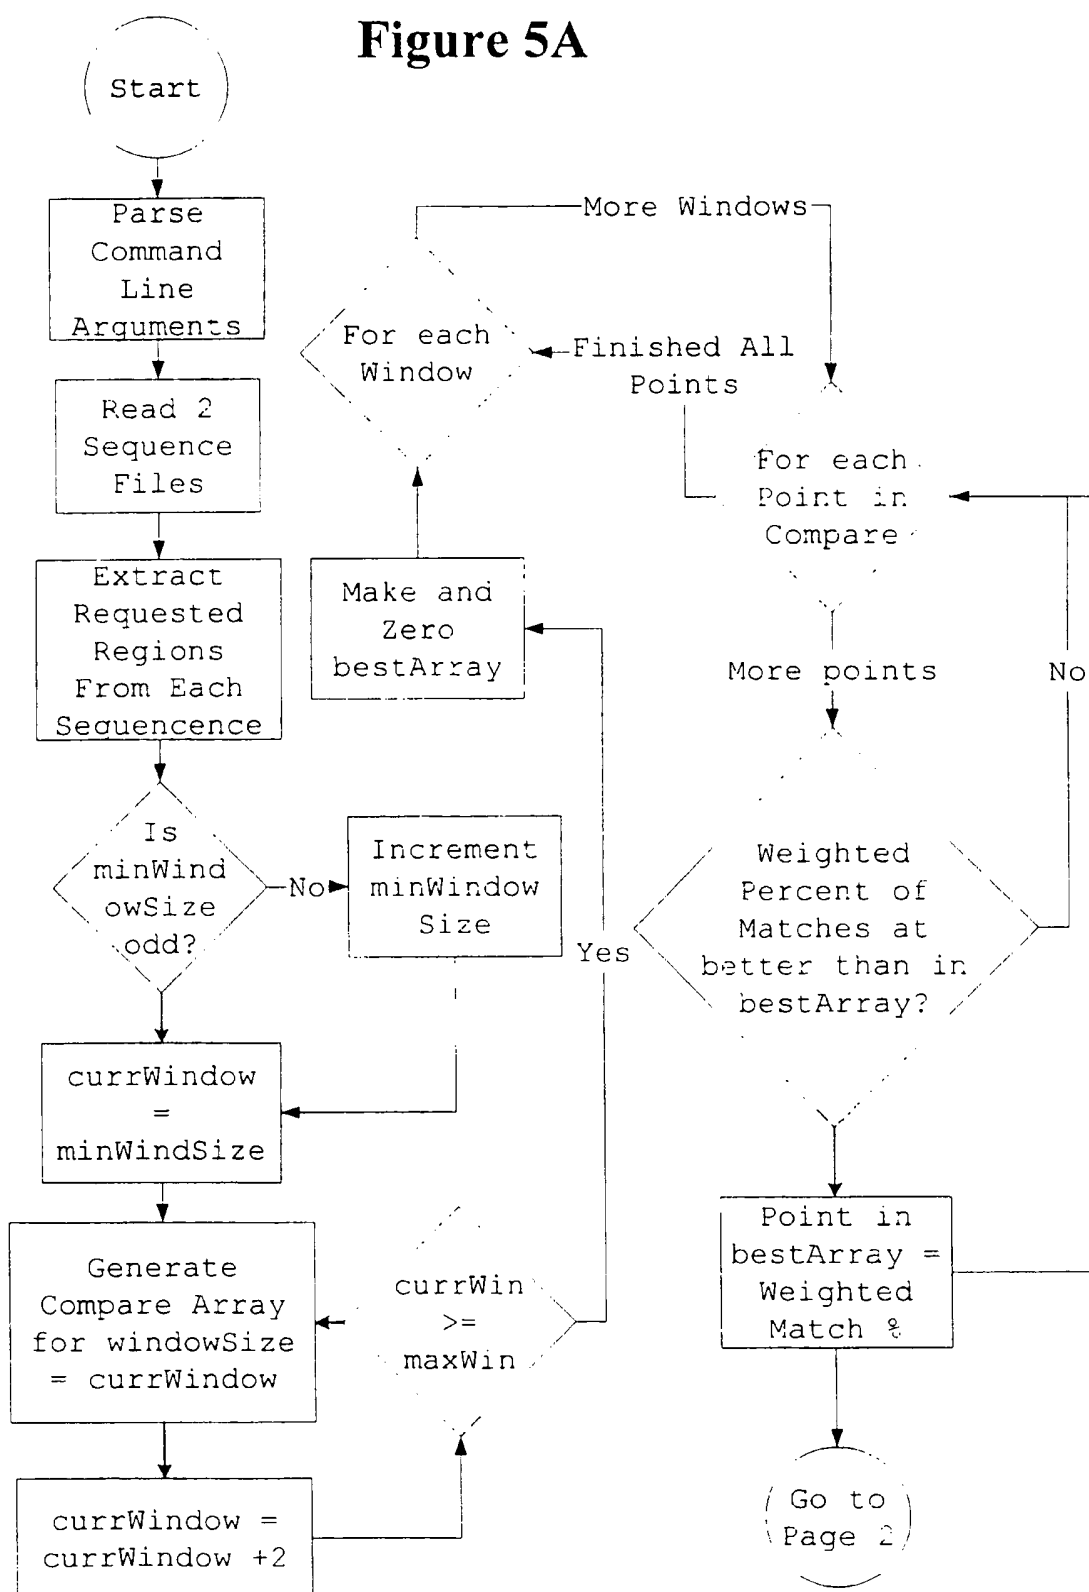 Figure 5A
Start
Parse
Command
Line
Arguments
Read 2
Sequence
Files
Extract
Requested
Regions
From Each
Sequencence
Is
minWind
owSize
odd?
No
Increment
minWindow
Size
currWindow
=
minWindSize
Generate
Compare Array
for windowSize
= currWindow
currWindow =
currWindow +2
currWin
>=
maxWin
Yes
Make and
Zero
bestArray
For each
Window
More Windows
Finished All
Points
For each
Point in
Compare
More points
No
Weighted
Percent of
Matches at
better than in
bestArray?
Point in
bestArray =
Weighted
Match %
Go to
Page 2